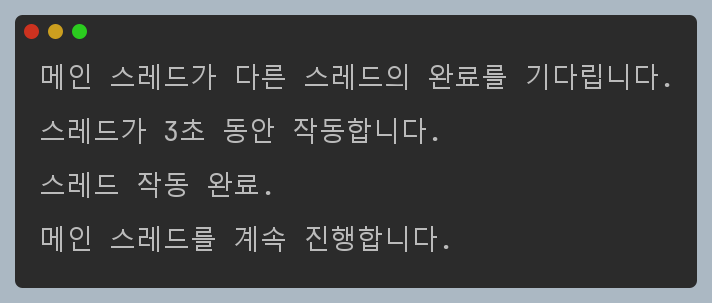 메인 스레드가 다른 스레드의 완료를 기다립니다.
스레드가 3초 동안 작동합니다.
스레드 작동 완료.
메인 스레드를 계속 진행합니다.